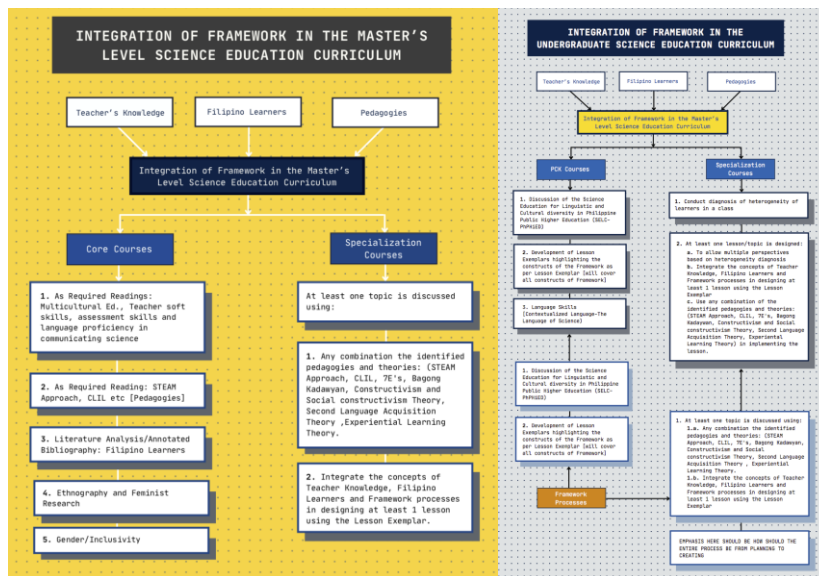 INTEGRATION OF FRAMEWORK IN THE MASTER'S
LEVEL SCIENCE EDUCATION CURRICULUM
Teacher's Knowledge
Filipino Learners
Pedagogies
Integration of Framework in the Master's
Level Science Education Curriculum
Core Courses
Specialization
Courses
1. As Required Readings:
Multicultural Ed., Teacher soft
skills, assessment skills and
language proficiency in
communicating science
2. As Required Reading: STEAM
Approach, CLIL etc [Pedagogies]
3. Literature Analysis/Annotated
Bibliography: Filipino Learners
4. Ethnography and Feminist
Research
5. Gender/Inclusivity
At least one topic is discussed
using:
1. Any combination the identified
pedagogies and theories: (STEAM
Approach, CLIL, 7E's, Bagong
Kadawyan, Constructivism and
Social constructivism Theory,
Second Language Acquisition
Theory ,Experiential Learning
Theory.
2. Integrate the concepts of
Teacher Knowledge, Filipino
Learners and Framework processes
in designing at least 1 lesson
using the Lesson Exemplar.
INTEGRATION OF FRAMEWORK IN THE
UNDERGRADUATE SCIENCE EDUCATION CURRICULUM
Teacher's Knowledge
Filipino Learners
Pedagogies
Integration of Framework in the Master's
Level Science Education Curriculum
PCK Courses
Specialization
Courses
1. Discussion of the Science
Education for Linguistic and
Cultural diversity in Philippine
Public Higher Education (SELC-
PhPHiED)
2. Development of Lesson
Exemplars highlighting the
constructs of the Framework as
per Lesson Exemplar [will cover
all constructs of Framework]
3. Language Skills
[Contextualized Language-The
Language of Science)
1. Discussion of the Science
Education for Linguistic and
Cultural diversity in Philippine
Public Higher Education (SELC-
PhPHiED)
2. Development of Lesson
Exemplars highlighting the
constructs of the Framework as
per Lesson Exemplar [will cover
all constructs of Framework]
Framework
Processes
1. Conduct diagnosis of heterogeneity of
learners in a class
2. At least one lesson/topic is designed:
a. To allow multiple perspectives
based on heterogeneity diagnosis
b. Integrate the concepts of Teacher
Knowledge, Filipino Learners and
Framework processes in designing at
least 1 lesson using the Lesson
Exemplar
c. Use any combination of the
identified pedagogies and theories:
(STEAM Approach, CLIL, 7E's, Bagong
Kadaywan, Constructivism and Social
constructivism Theory, Second Language
Acquisition Theory, Experiential
Learning Theory) in implementing the
lesson.
1. At least one topic is discussed using:
1.a. Any combination the identified
pedagogies and theories: (STEAM
Approach, CLIL, 7E's, Bagong Kadaywan,
Constructivism and Social
constructivism Theory, Second Language
Acquisition Theory , Experiential
Learning Theory.
1.b. Integrate the concepts of Teacher
Knowledge, Filipino Learners and
Framework processes in designing at
least 1 lesson using the Lesson
Exemplar
EMPHASIS HERE SHOULD BE HOW SHOULD THE
ENTIRE PROCESS BE FROM PLANNING TO
CREATING